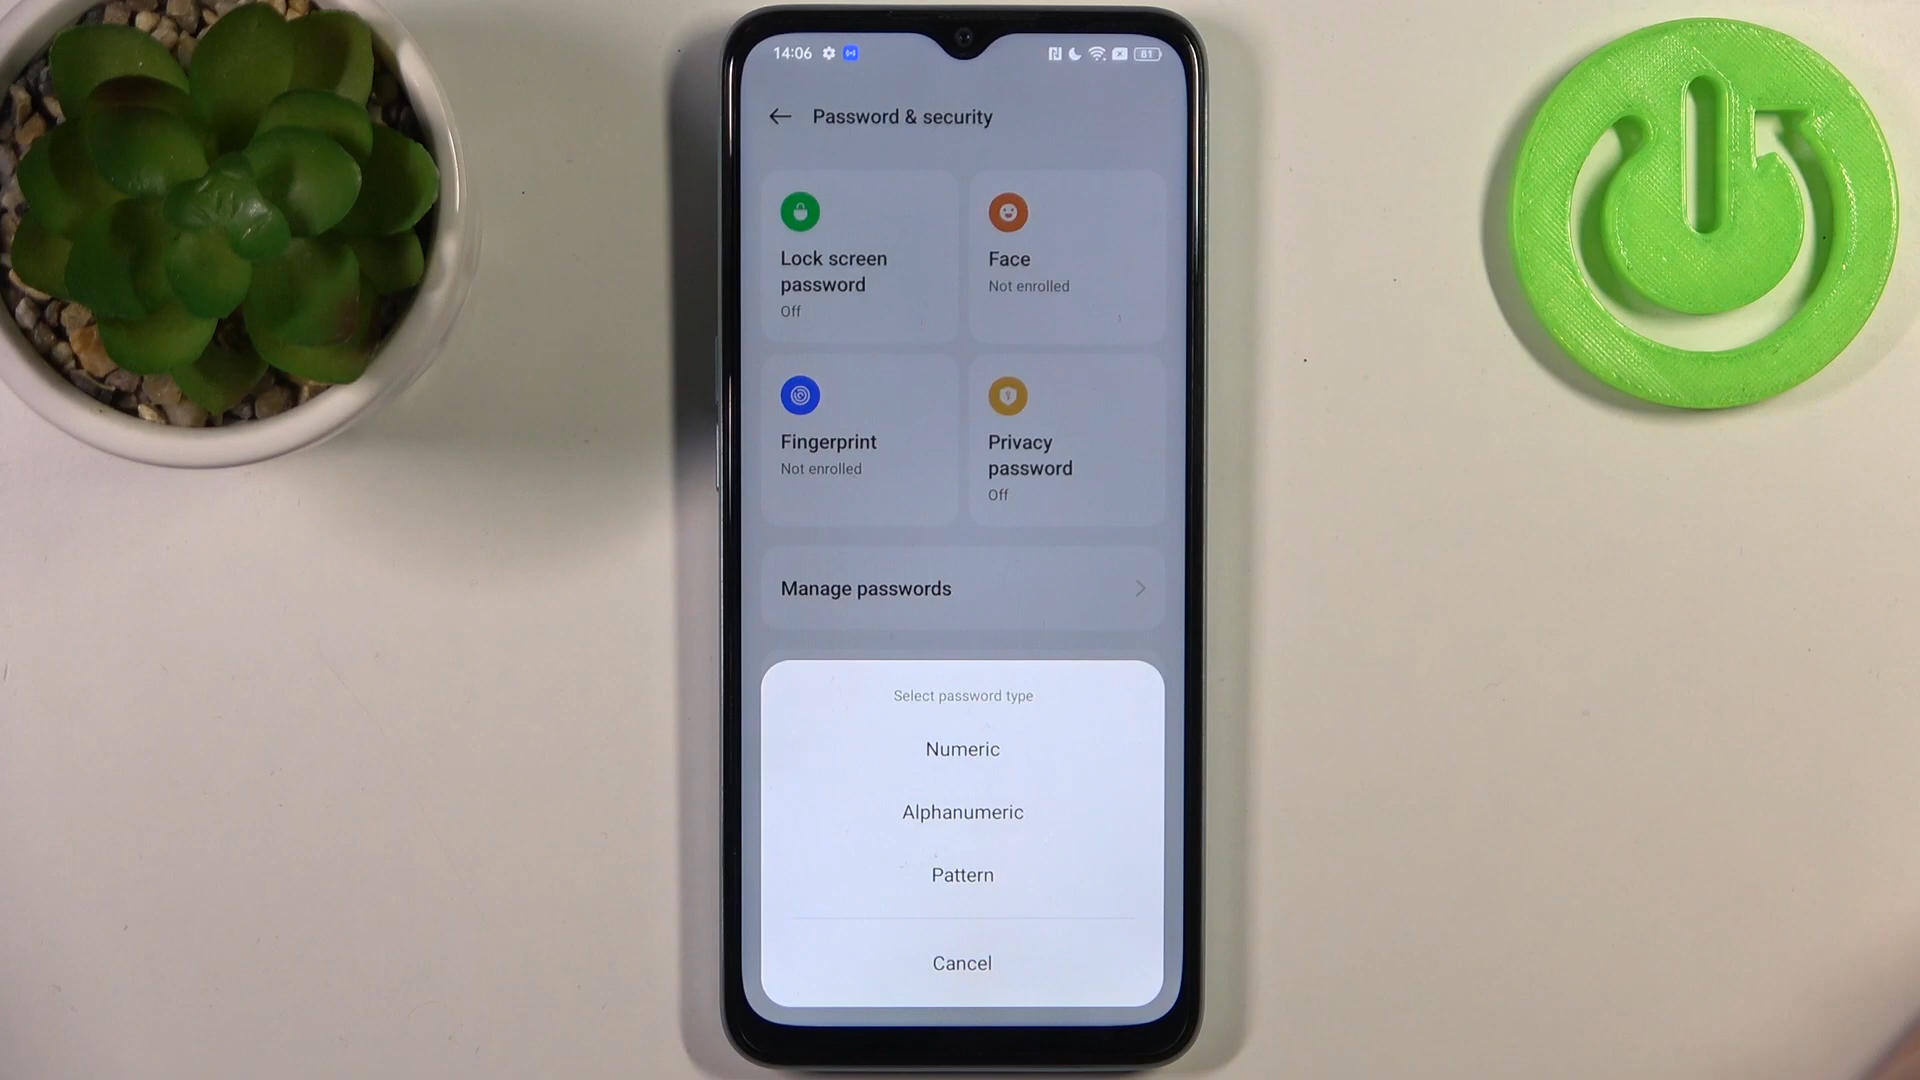 14:06
81
Password & security
Lock screen
password
Off
Face
Not enrolled
Fingerprint
Not enrolled
Privacy
password
Off
Manage passwords
Select password type
Numeric
Alphanumeric
Pattern
Cancel